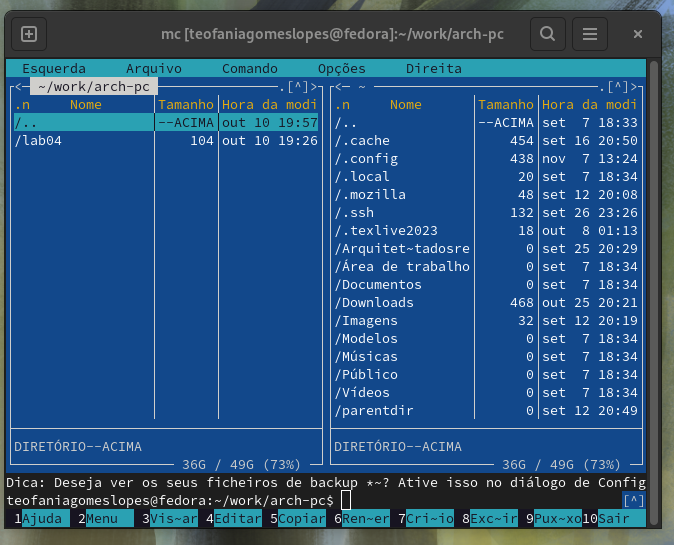 mc [teofaniagomeslopes@fedora]:~/work/arch-pc
Esquerda Arquivo Comando Opções Direita
<─ ~/work/arch-pc .[^]>
.n Nome Tamanho Hora da modi
/.. --ACIMA out 10 19:57
/lab04 104 out 10 19:26
DIRETÓRIO--ACIMA
36G / 49G (73%)
<─ ~ .[^]>
.n Nome Tamanho Hora da modi
/.. --ACIMA set 7 18:33
/.cache 454 set 16 20:50
/.config 438 nov 7 13:24
/.local 20 set 7 18:34
/.mozilla 48 set 12 20:08
/.ssh 132 set 26 23:26
/.texlive2023 18 out 8 01:13
/Arquitet~tadosre 0 set 25 20:29
/Área de trabalho 0 set 7 18:34
/Documentos 0 set 7 18:34
/Downloads 468 out 25 20:21
/Imagens 32 set 12 20:19
/Modelos 0 set 7 18:34
/Músicas 0 set 7 18:34
/Público 0 set 7 18:34
/Vídeos 0 set 7 18:34
/parentdir 0 set 12 20:49
DIRETÓRIO--ACIMA
36G / 49G (73%)
Dica: Deseja ver os seus ficheiros de backup *~? Ative isso no diálogo de Config
teofaniagomeslopes@fedora:~/work/arch-pc$ [^]
1Ajuda 2Menu 3Vis~ar 4Editar 5Copiar 6Ren~er 7Cri~io 8Exc~ir 9Pux~xo 10Sair